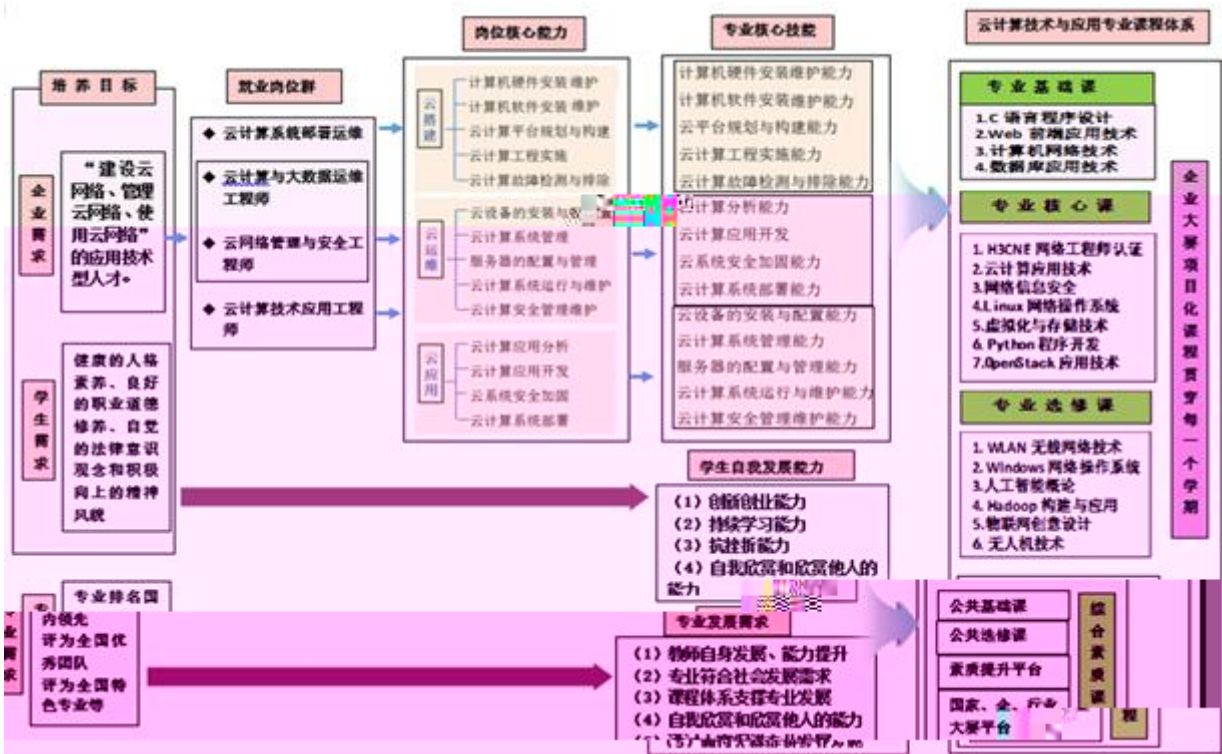 培养目标
企业需求
“建设云
网络、管理
云网络、使
用云网络”
的应用技术
型人才。
学生需求
健康的人格
素养、良好
的职业道德
修养、自觉
的法律意识
观念和积极
向上的精神
风貌
专业排名国
内领先
评为全国优
秀团队
评为全国特
色专业等
就业岗位群
◆ 云计算系统部署运维
◆ 云计算与大数据运维
工程师
◆ 云网络管理与安全工
程师
◆ 云计算技术应用工程
师
岗位核心能力
云搭建
计算机硬件安装维护
计算机软件安装维护
云计算平台规划与构建
云计算工程实施
云计算故障检测与排除
云运维
云设备的安装与
云计算系统管理
服务器的配置与管理
云计算系统运行与维护
云计算安全管理维护
云应用
云计算应用分析
云计算应用开发
云系统安全加固
云计算系统部署
专业核心技能
计算机硬件安装维护能力
计算机软件安装维护能力
云平台规划与构建能力
云计算工程实施能力
云计算故障检测与排除能力
计算分析能力
云计算应用开发
云系统安全加固能力
云计算系统部署能力
云设备的安装与配置能力
云计算系统管理能力
服务器的配置与管理能力
云计算系统运行与维护能力
云计算安全管理维护能力
学生自我发展能力
（1）创新创业能力
（2）持续学习能力
（3）抗挫折能力
（4）自我欣赏和欣赏他人的
能力
专业发展需求
（1）教师自身发展、能力提升
（2）专业符合社会发展需求
（3）课程体系支撑专业发展
（4）自我欣赏和欣赏他人的能力
云计算技术与应用专业课程体系
专业基础课
1.C 语言程序设计
2.Web 前端应用技术
3.计算机网络技术
4.数据库应用技术
专业核心课
1. H3CNE 网络工程师认证
2.云计算应用技术
3.网络信息安全
4.Linux 网络操作系统
5.虚拟化与存储技术
6. Python 程序开发
7.OpenStack 应用技术
专业选修课
1. WLAN 无线网络技术
2. Windows 网络操作系统
3.人工智能概论
4. Hadoop 构建与应用
5.物联网创意设计
6. 无人机技术
企业大赛项目化课程贯穿每一个学期
公共基础课
公共选修课
素质提升平台
国家、企、行业
大赛平台
综合素质课程